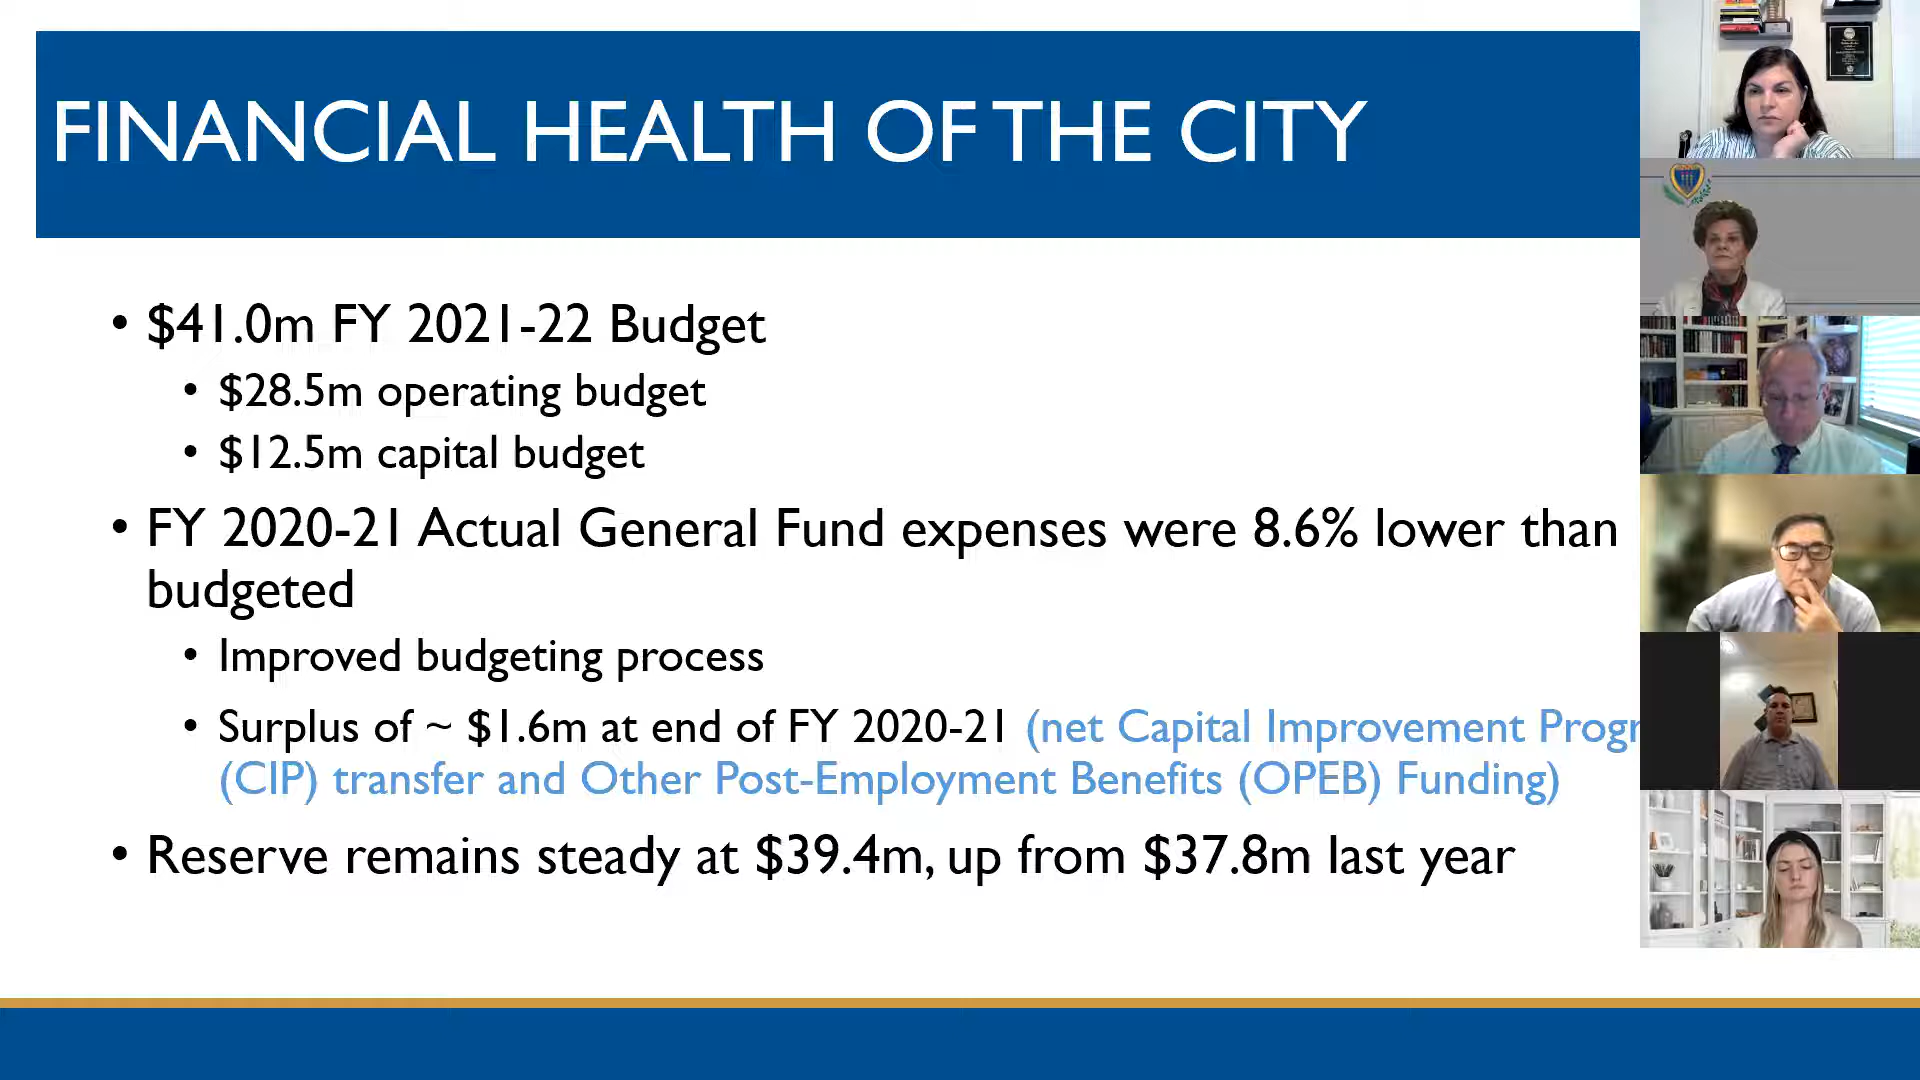 FINANCIAL HEALTH OF THE CITY
• $41.0m FY 2021-22 Budget
• $28.5m operating budget
• $12.5m capital budget
• FY 2020-21 Actual General Fund expenses were 8.6% lower than
budgeted
• Improved budgeting process
• Surplus of ~ $1.6m at end of FY 2020-21 (net Capital Improvement Progr
(CIP) transfer and Other Post-Employment Benefits (OPEB) Funding)
• Reserve remains steady at $39.4m, up from $37.8m last year